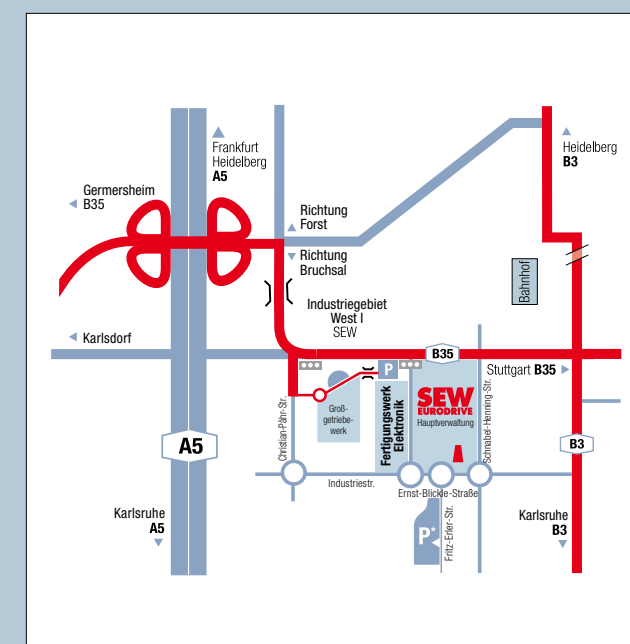 Frankfurt
Heidelberg
A5
Heidelberg
B3
Germersheim
B35
Richtung
Forst
Richtung
Bruchsal
Bahnhof
Industriegebiet
West I
SEW
Karlsdorf
B35
Stuttgart B35
P
SEW
EURODRIVE
Hauptverwaltung
Groß-
getriebe-
werk
Fertigungswerk
Elektronik
Christian-Pähr-Str.
Schnabel-Henning-Str.
A5
B3
Industriestr.
Ernst-Blickle-Straße
Fritz-Erler-Str.
P*
Karlsruhe
A5
Karlsruhe
B3